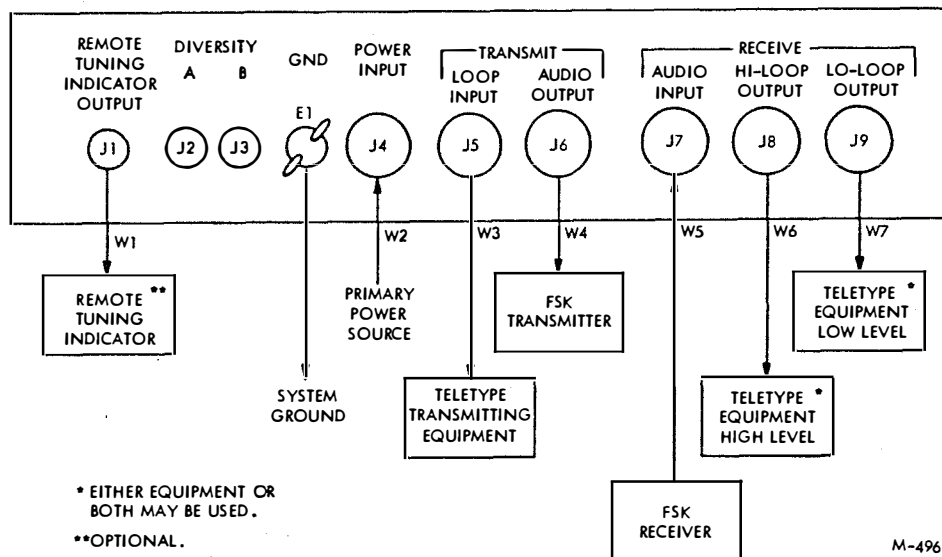 REMOTE
TUNING
INDICATOR
OUTPUT
DIVERSITY
A B
GND
POWER
INPUT
TRANSMIT
LOOP
INPUT
AUDIO
OUTPUT
RECEIVE
AUDIO
INPUT
HI-LOOP
OUTPUT
LO-LOOP
OUTPUT
E1
J1
J2
J3
J4
J5
J6
J7
J8
J9
W1
W2
W3
W4
W5
W6
W7
REMOTE **
TUNING
INDICATOR
PRIMARY
POWER
SOURCE
FSK
TRANSMITTER
TELETYPE *
EQUIPMENT
LOW LEVEL
SYSTEM
GROUND
TELETYPE
TRANSMITTING
EQUIPMENT
TELETYPE *
EQUIPMENT
HIGH LEVEL
FSK
RECEIVER
* EITHER EQUIPMENT OR
BOTH MAY BE USED.
**OPTIONAL.
M-496